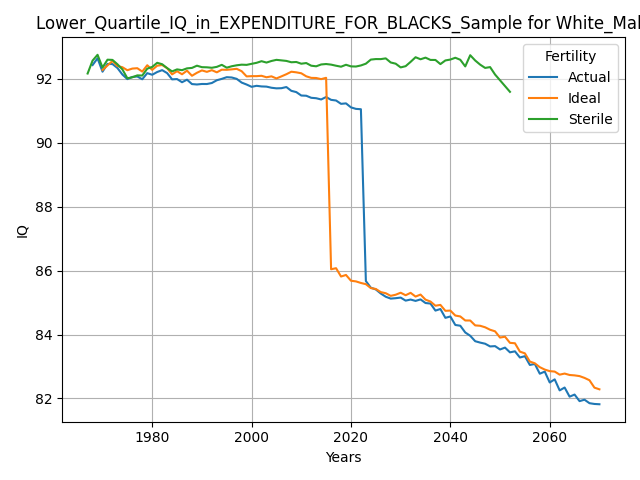 Lower_Quartile_IQ_in_EXPENDITURE_FOR_BLACKS_Sample for White_Mal
Fertility
Actual
Ideal
Sterile
IQ
92
90
88
86
84
82
1980
2000
2020
2040
2060
Years